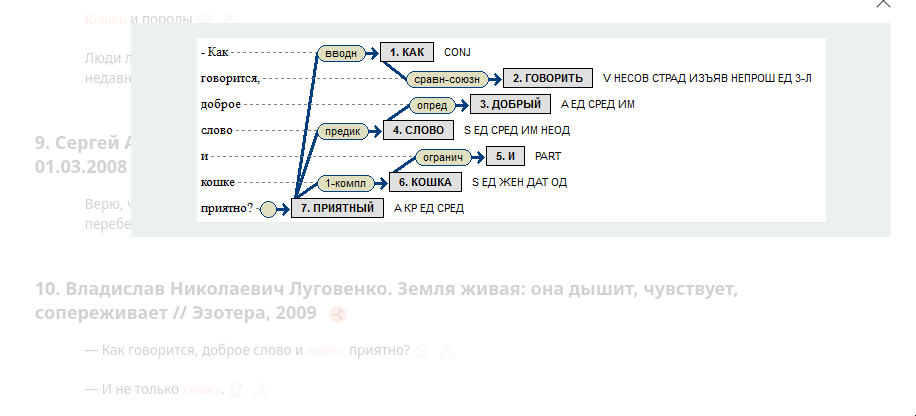 Кошки и породы
Люди л
недавн
- Как вводн 1. КАК CONJ
говорится, сравн-союзн 2. ГОВОРИТЬ V НЕСОВ СТРАД ИЗЪЯВ НЕПРОШ ЕД 3-Л
доброе опред 3. ДОБРЫЙ A ЕД СРЕД ИМ
слово предик 4. СЛОВО S ЕД СРЕД ИМ НЕОД
и огранич 5. И PART
кошке 1-компл 6. КОШКА S ЕД ЖЕН ДАТ ОД
приятно? 7. ПРИЯТНЫЙ A КР ЕД СРЕД
9. Сергей А
01.03.2008
Верю, ч
перебе
10. Владислав Николаевич Луговенко. Земля живая: она дышит, чувствует,
сопереживает // Эзотера, 2009
— Как говорится, доброе слово и кошке приятно?
— И не только кошке.